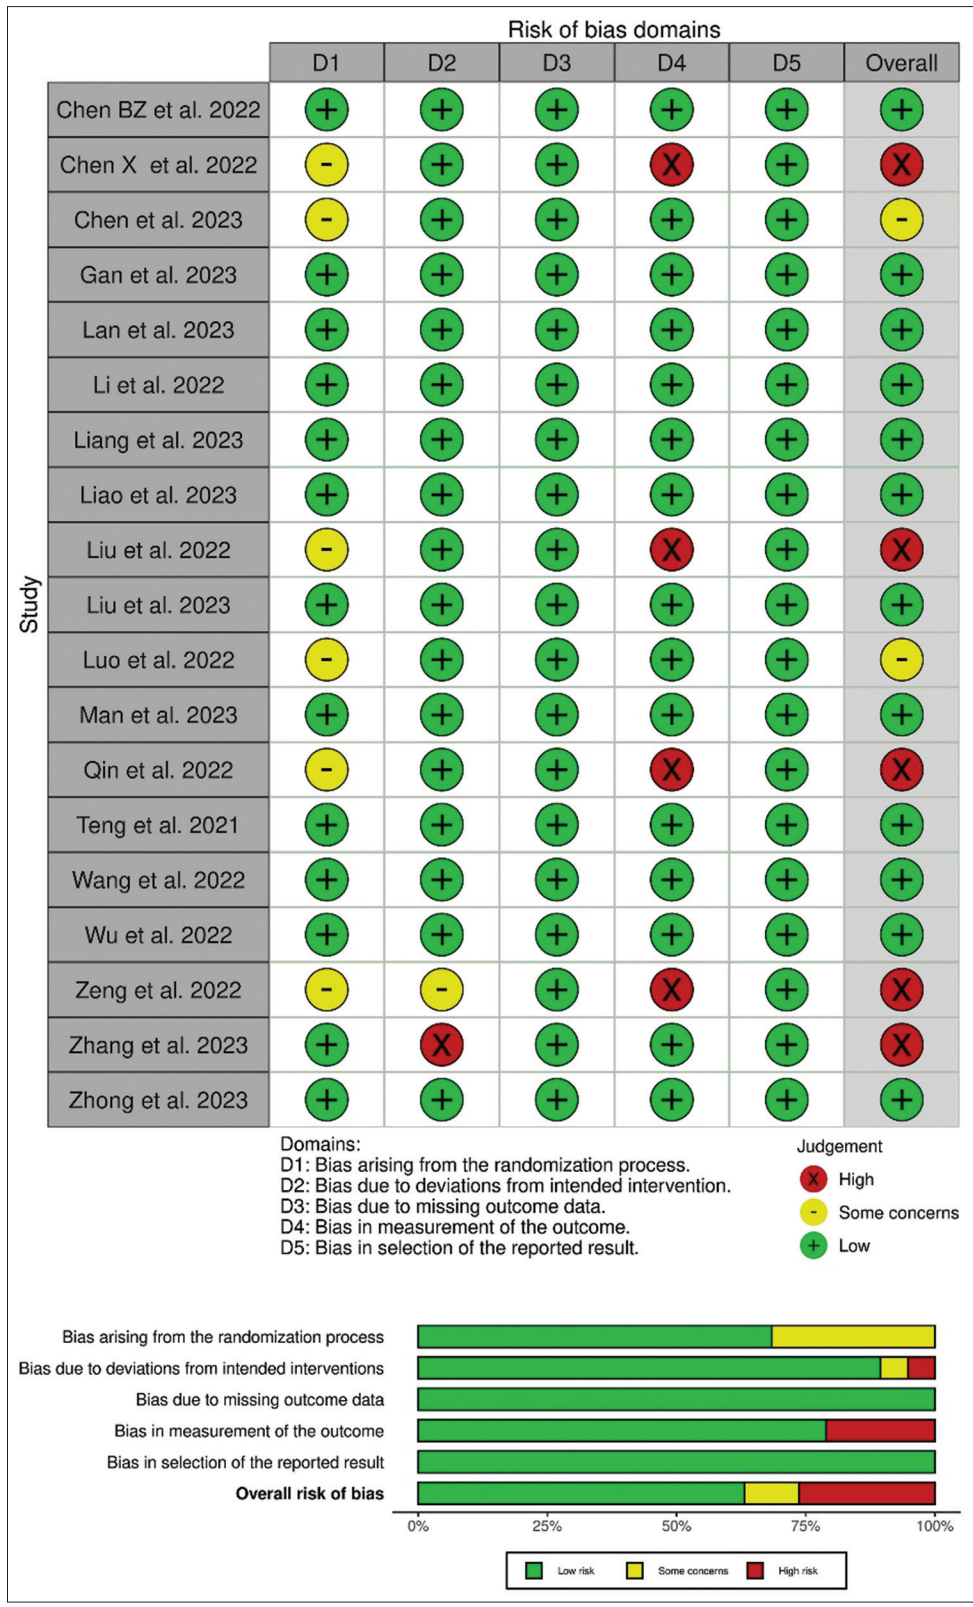 Risk of bias domains
D1 D2 D3 D4 D5 Overall
Study
Chen BZ et al. 2022 + + + + + +
Chen X et al. 2022 - + + X + X
Chen et al. 2023 - + + + + -
Gan et al. 2023 + + + + + +
Lan et al. 2023 + + + + + +
Li et al. 2022 + + + + + +
Liang et al. 2023 + + + + + +
Liao et al. 2023 + + + + + +
Liu et al. 2022 - + + X + X
Liu et al. 2023 + + + + + +
Luo et al. 2022 - + + + + -
Man et al. 2023 + + + + + +
Qin et al. 2022 - + + X + X
Teng et al. 2021 + + + + + +
Wang et al. 2022 + + + + + +
Wu et al. 2022 + + + + + +
Zeng et al. 2022 - - + X + X
Zhang et al. 2023 + X + + + X
Zhong et al. 2023 + + + + + +
Domains:
D1: Bias arising from the randomization process.
D2: Bias due to deviations from intended intervention.
D3: Bias due to missing outcome data.
D4: Bias in measurement of the outcome.
D5: Bias in selection of the reported result.
Judgement
X High
- Some concerns
+ Low
Bias arising from the randomization process
Bias due to deviations from intended interventions
Bias due to missing outcome data
Bias in measurement of the outcome
Bias in selection of the reported result
Overall risk of bias
0% 25% 50% 75% 100%
Low risk Some concerns High risk